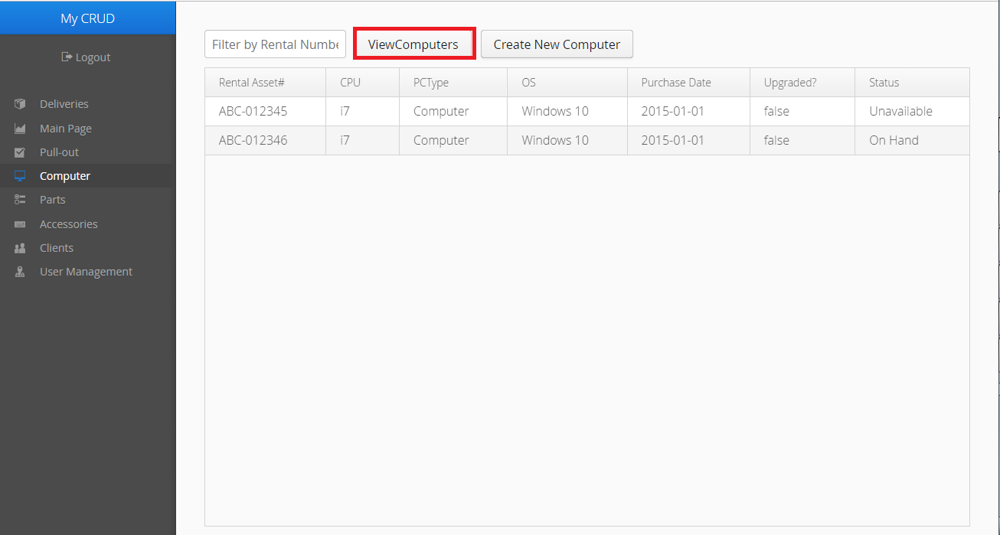 My CRUD
Logout
Deliveries
Main Page
Pull-out
Computer
Parts
Accessories
Clients
User Management
Filter by Rental Numbe ViewComputers Create New Computer
Rental Asset# CPU PCType OS Purchase Date Upgraded? Status
ABC-012345 i7 Computer Windows 10 2015-01-01 false Unavailable
ABC-012346 i7 Computer Windows 10 2015-01-01 false On Hand